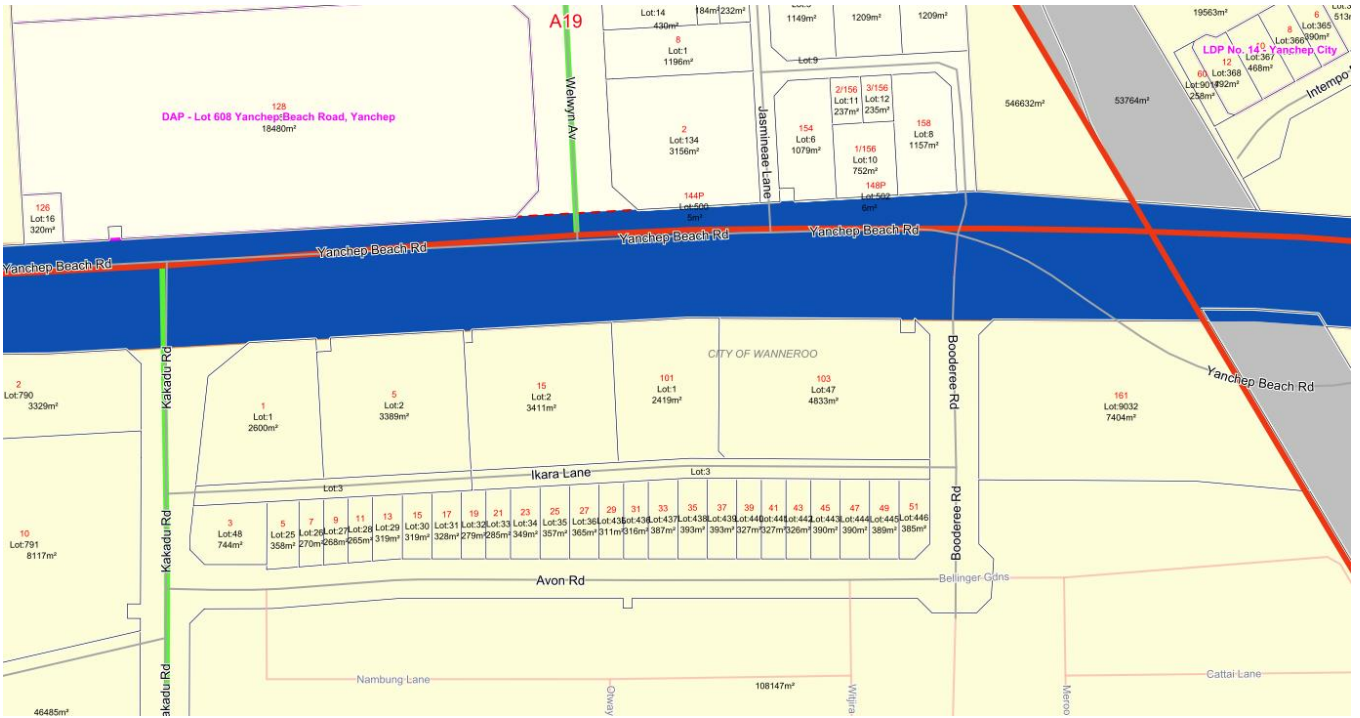 A19
Lot:14
430m²
184m²
232m²
1149m²
1209m²
1209m²
19563m²
6
Lot:365
390m²
8
Lot:366
LDP No. 14 - Yanchep City
10
Lot:367
468m²
12
Lot:368
492m²
60
258m²
8
Lot:1
1196m²
Lot:9
Welwyn Av
Jasmineae Lane
546632m²
53764m²
128
DAP - Lot 608 Yanchep Beach Road, Yanchep
18480m²
2
Lot:134
3156m²
154
Lot:6
1079m²
2/156
Lot:11
237m²
3/156
Lot:12
235m²
1/156
Lot:10
752m²
158
Lot:8
1157m²
126
Lot:16
320m²
144P
Lot:500
5m²
148P
Lot:502
6m²
Yanchep Beach Rd
Yanchep Beach Rd
Yanchep Beach Rd
Yanchep Beach Rd
CITY OF WANNEROO
2
Lot:790
3329m²
Kakadu Rd
1
Lot:1
2600m²
5
Lot:2
3389m²
15
Lot:2
3411m²
101
Lot:1
2419m²
103
Lot:47
4833m²
Booderee Rd
Yanchep Beach Rd
161
Lot:9032
7404m²
Ikara Lane
Lot:3
Lot:3
10
Lot:791
8117m²
Kakadu Rd
3
Lot:48
744m²
5
Lot:25
358m²
7
Lot:26
270m²
9
Lot:27
268m²
11
Lot:28
265m²
13
Lot:29
319m²
15
Lot:30
319m²
17
Lot:31
328m²
19
Lot:32
279m²
21
Lot:33
285m²
23
Lot:34
349m²
25
Lot:35
357m²
27
Lot:36
365m²
29
Lot:435
311m²
31
Lot:436
316m²
33
Lot:437
387m²
35
Lot:438
393m²
37
Lot:439
393m²
39
Lot:440
327m²
41
Lot:441
327m²
43
Lot:442
326m²
45
Lot:443
390m²
47
Lot:444
390m²
49
Lot:445
389m²
51
Lot:446
385m²
Booderee Rd
Avon Rd
Bellinger Gdns
Nambung Lane
Cattai Lane
108147m²
46485m²